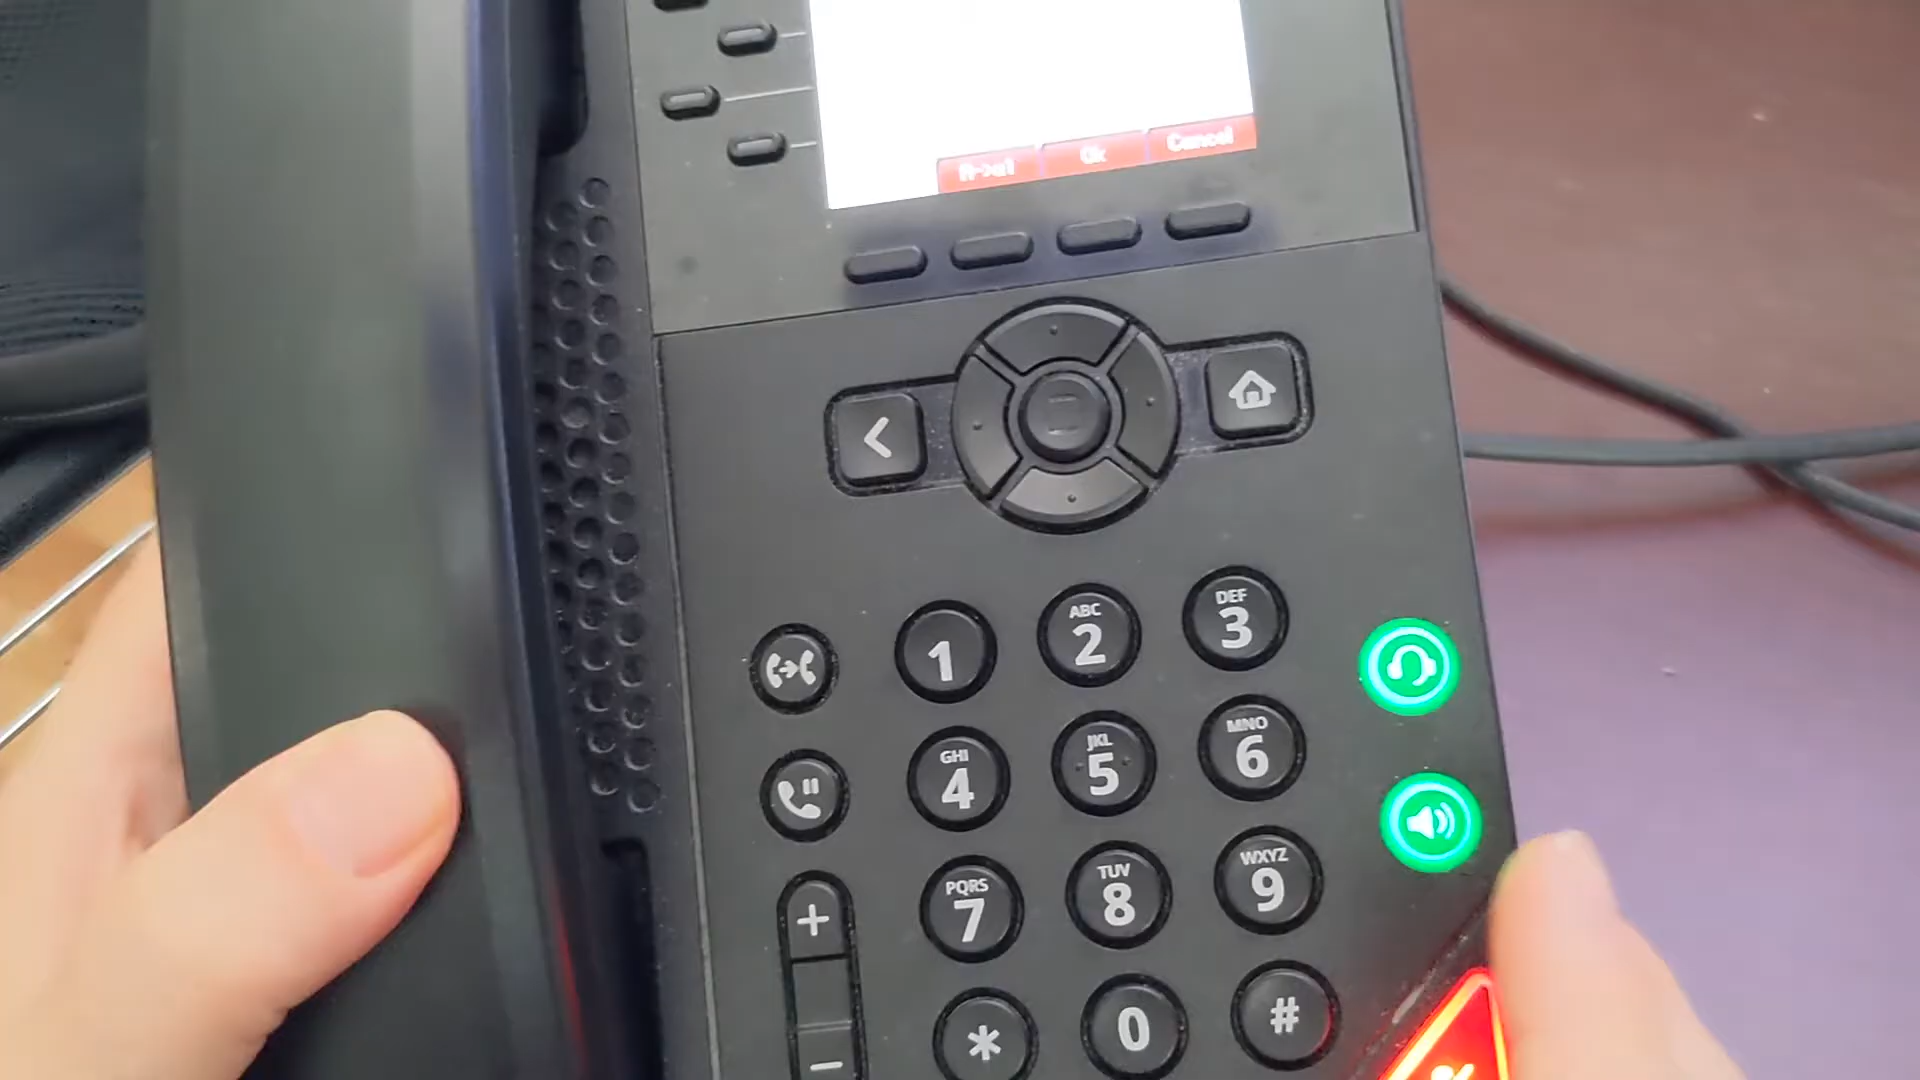 Reset Ok Cancel
1 ABC 2 DEF 3
GHI 4 JKL 5 MNO 6
PQRS 7 TUV 8 WXYZ 9
+
* 0 #
−